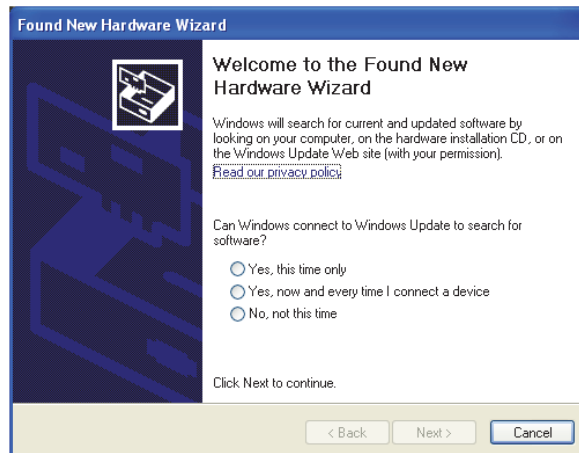 Found New Hardware Wizard
Welcome to the Found New
Hardware Wizard
Windows will search for current and updated software by
looking on your computer, on the hardware installation CD, or on
the Windows Update Web site (with your permission).
Read our privacy policy
Can Windows connect to Windows Update to search for
software?
Yes, this time only
Yes, now and every time I connect a device
No, not this time
Click Next to continue.
< Back
Next >
Cancel